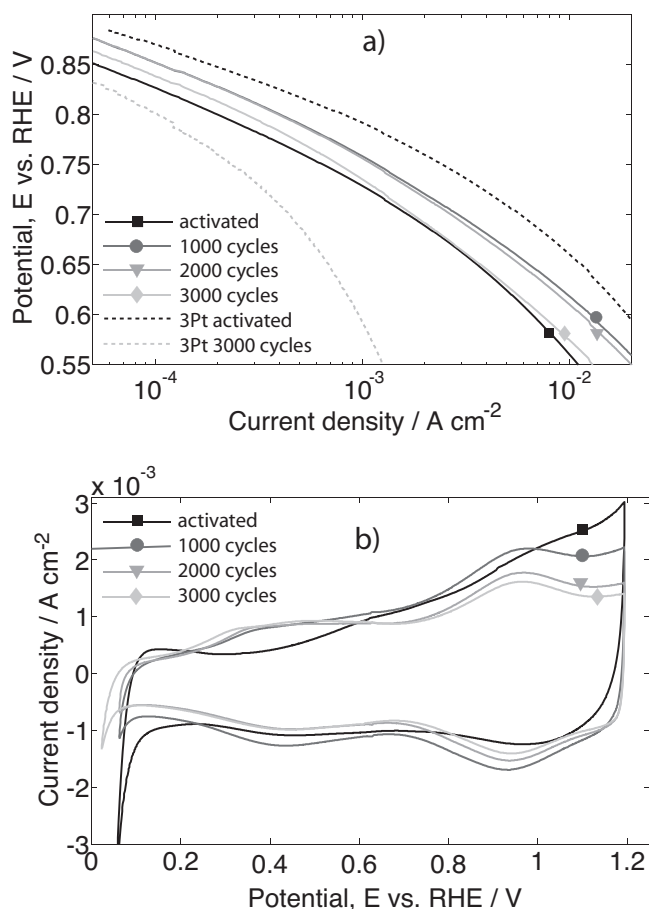 a)
0.85
0.8
0.75
0.7
0.65
0.6
0.55
Potential, E vs. RHE / V
activated
1000 cycles
2000 cycles
3000 cycles
3Pt activated
3Pt 3000 cycles
10⁻⁴
10⁻³
10⁻²
Current density / A cm⁻²
x 10⁻³
b)
3
2
1
0
-1
-2
-3
Current density / A cm⁻²
activated
1000 cycles
2000 cycles
3000 cycles
0
0.2
0.4
0.6
0.8
1
1.2
Potential, E vs. RHE / V